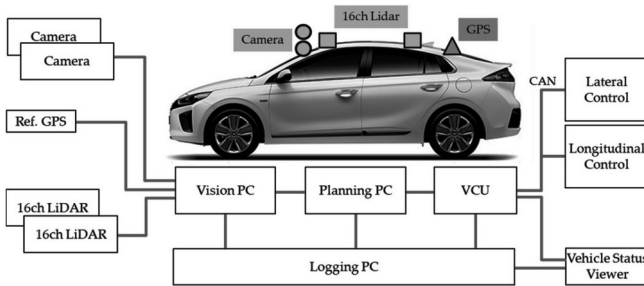 16ch Lidar
Camera
GPS
Camera
Camera
CAN
Lateral
Control
Ref. GPS
Longitudinal
Control
Vision PC
Planning PC
VCU
16ch LiDAR
16ch LiDAR
Logging PC
Vehicle Status
Viewer